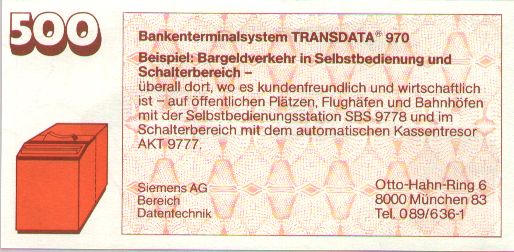 500
Bankenterminalsystem TRANSDATA® 970
Beispiel: Bargeldverkehr in Selbstbedienung und
Schalterbereich –
überall dort, wo es kundenfreundlich und wirtschaftlich
ist – auf öffentlichen Plätzen, Flughäfen und Bahnhöfen
mit der Selbstbedienungsstation SBS 9778 und im
Schalterbereich mit dem automatischen Kassentresor
AKT 9777.
Siemens AG
Bereich
Datentechnik
Otto-Hahn-Ring 6
8000 München 83
Tel. 089/636-1